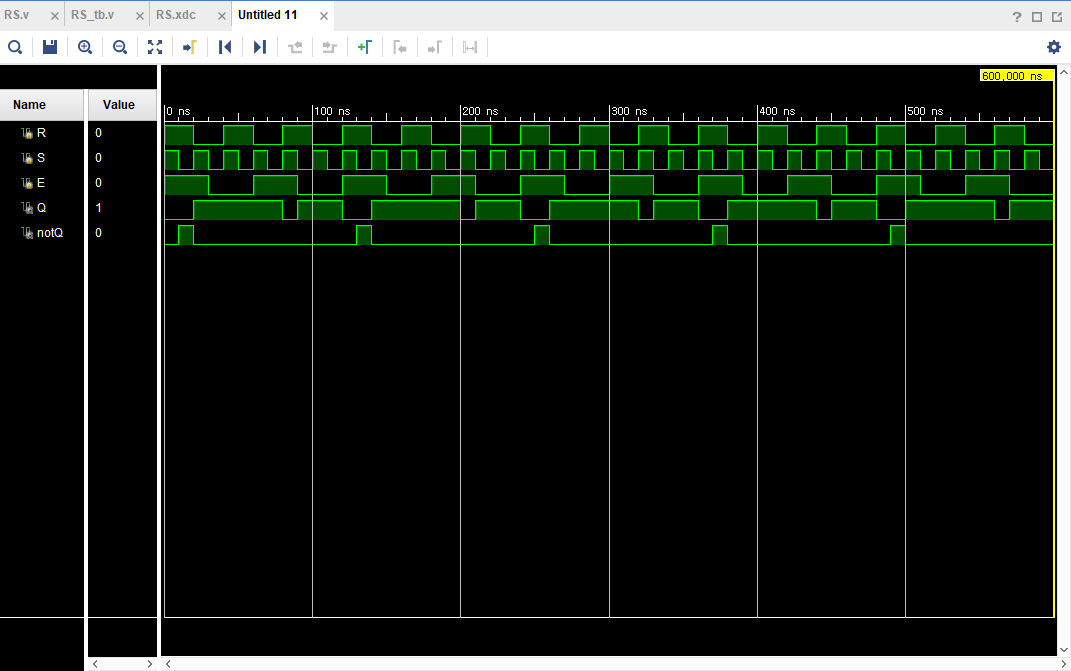 RS.v RS_tb.v RS.xdc Untitled 11
600,000 ns
Name Value
0 ns 100 ns 200 ns 300 ns 400 ns 500 ns
R 0
S 0
E 0
Q 1
notQ 0